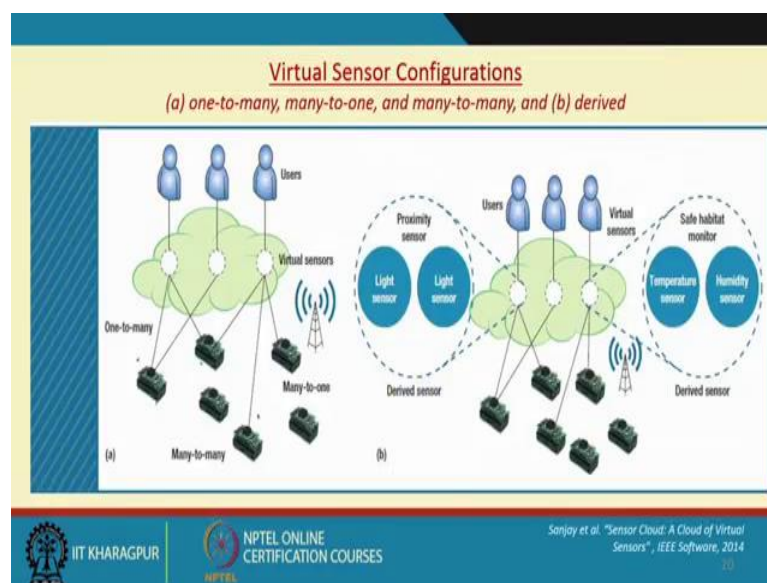 Virtual Sensor Configurations
(a) one-to-many, many-to-one, and many-to-many, and (b) derived
Users
Virtual sensors
One-to-many
Many-to-one
Many-to-many
(a)
Users
Virtual
sensors
Proximity
sensor
Light
sensor
Light
sensor
Derived sensor
Safe habitat
monitor
Temperature
sensor
Humidity
sensor
Derived sensor
(b)
IIT KHARAGPUR
NPTEL
NPTEL ONLINE
CERTIFICATION COURSES
Sanjay et al. "Sensor Cloud: A Cloud of Virtual
Sensors" , IEEE Software, 2014
20